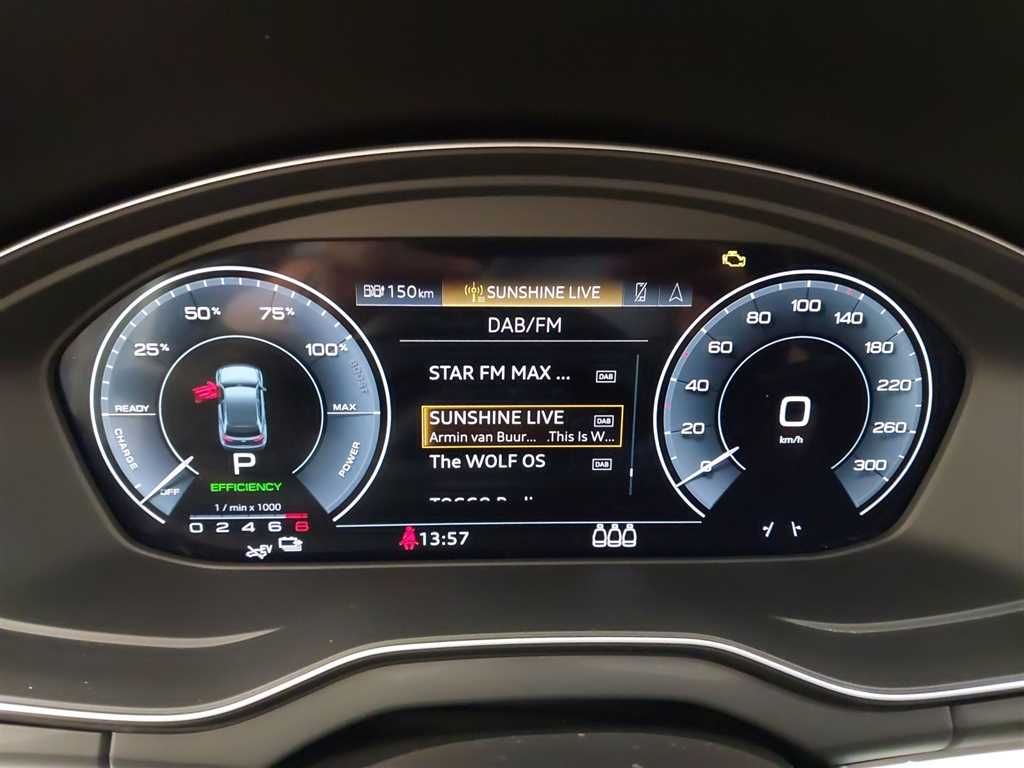 150km
SUNSHINE LIVE
DAB/FM
STAR FM MAX ... DAB
SUNSHINE LIVE DAB
Armin van Buur... .This Is W...
The WOLF OS DAB
25%
50%
75%
100%
BOOST
READY
MAX
CHARGE
POWER
OFF
P
EFFICIENCY
1 / min x 1000
0 2 4 6 8
EV
13:57
0
20
40
60
80
100
140
180
220
260
300
0
km/h